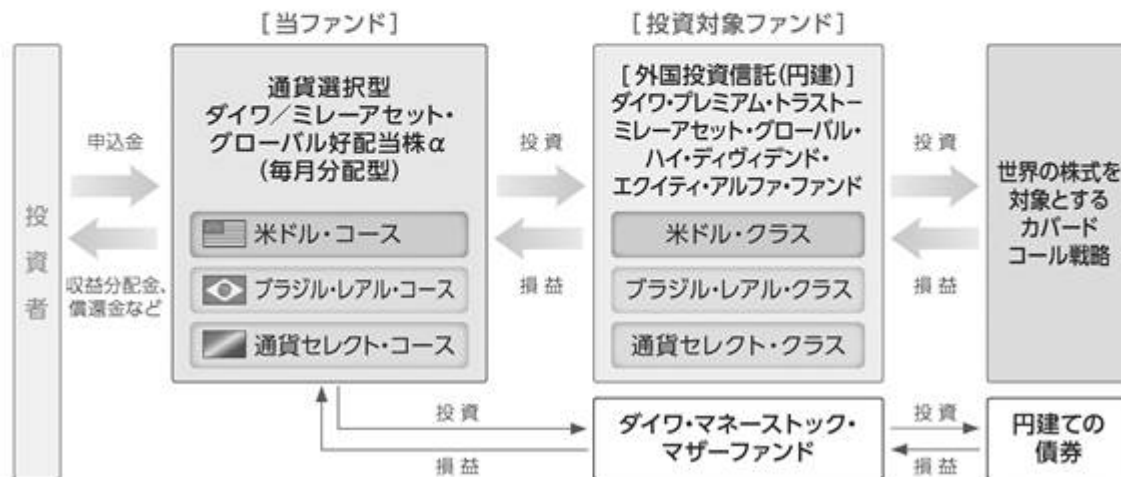 [当ファンド]
[投資対象ファンド]
投資者
申込金
収益分配金、
償還金など
通貨選択型
ダイワ／ミレーアセット・
グローバル好配当株α
(毎月分配型)
米ドル・コース
ブラジル・レアル・コース
通貨セレクト・コース
投資
損益
[外国投資信託(円建)]
ダイワ・プレミアム・トラスト－
ミレーアセット・グローバル・
ハイ・ディヴィデンド・
エクイティ・アルファ・ファンド
米ドル・クラス
ブラジル・レアル・クラス
通貨セレクト・クラス
投資
損益
世界の株式を
対象とする
カバード
コール戦略
投資
損益
ダイワ・マネーストック・
マザーファンド
投資
損益
円建ての
債券